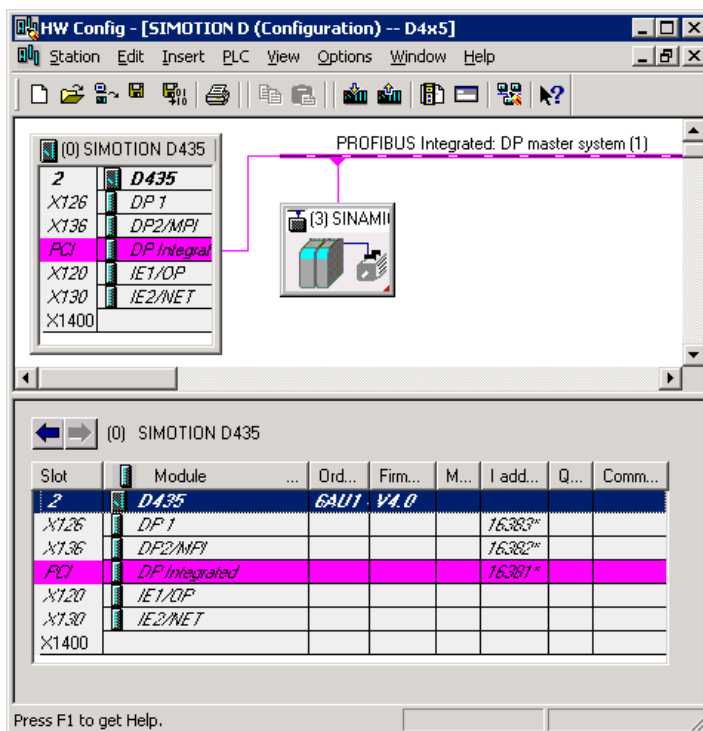 HW Config - [SIMOTION D (Configuration) -- D4x5]
Station Edit Insert PLC View Options Window Help
PROFIBUS Integrated: DP master system (1)
(0) SIMOTION D435
2 D435
X126 DP 1
X136 DP2/MPI
PCI DP Integrat
X120 IE1/OP
X130 IE2/NET
X1400
(3) SINAMI
(0) SIMOTION D435
Slot Module ... Ord... Firm... M... I add... Q... Comm...
2 D435 6AU1 V4.0
X126 DP 1 16383*
X136 DP2/MPI 16382*
PCI DP Integrated 16381*
X120 IE1/OP
X130 IE2/NET
X1400
Press F1 to get Help.